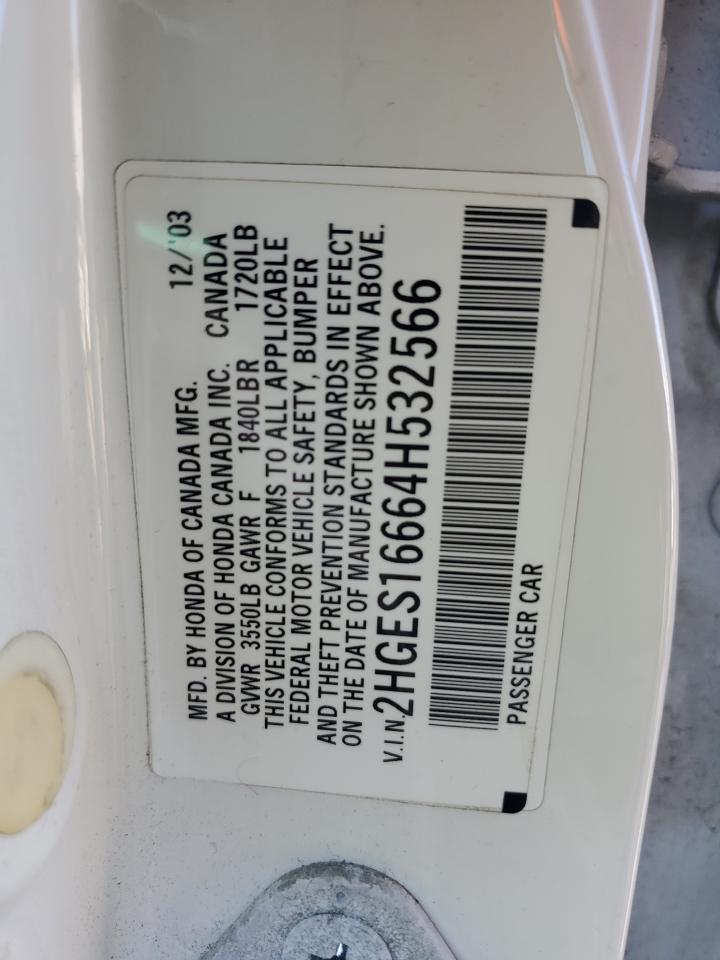 MFD. BY HONDA OF CANADA MFG. 12/'03
A DIVISION OF HONDA CANADA INC. CANADA
GVWR 3550LB GAWR F 1840LBR 1720LB
THIS VEHICLE CONFORMS TO ALL APPLICABLE
FEDERAL MOTOR VEHICLE SAFETY, BUMPER
AND THEFT PREVENTION STANDARDS IN EFFECT
ON THE DATE OF MANUFACTURE SHOWN ABOVE.
V.I.N. 2HGES16664H532566
PASSENGER CAR